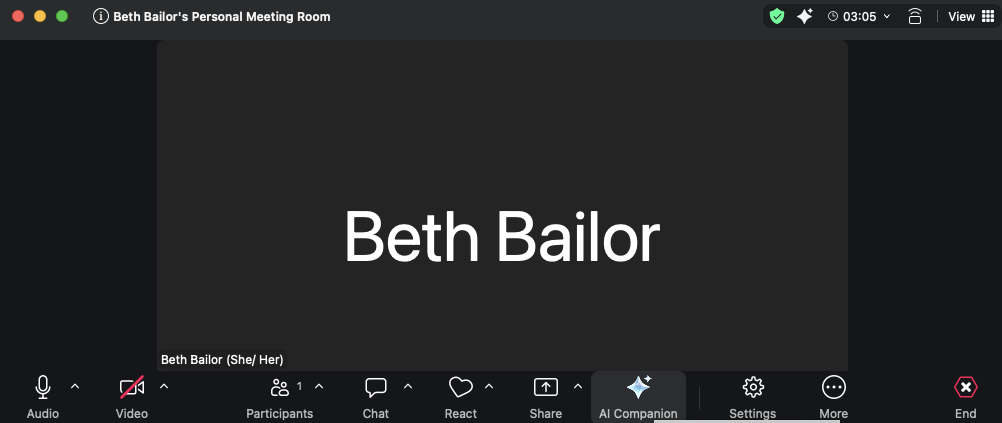 Beth Bailor's Personal Meeting Room
03:05
View
Beth Bailor
Beth Bailor (She/ Her)
1
Audio
Video
Participants
Chat
React
Share
AI Companion
Settings
More
End